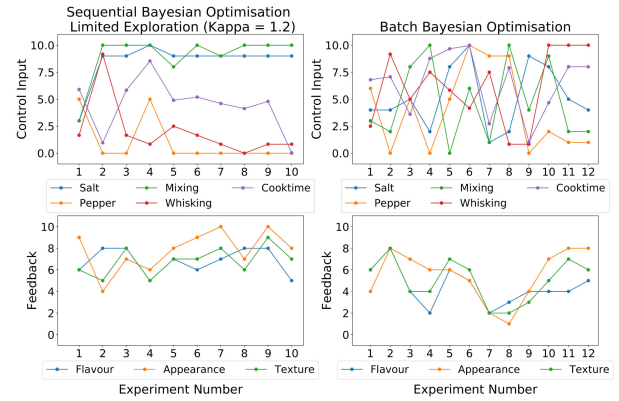 Sequential Bayesian Optimisation
Limited Exploration (Kappa = 1.2)
Control Input
10.0
7.5
5.0
2.5
0.0
1 2 3 4 5 6 7 8 9 10
Salt Mixing Cooktime
Pepper Whisking
Feedback
10
8
6
4
2
0
1 2 3 4 5 6 7 8 9 10
Flavour Appearance Texture
Experiment Number
Batch Bayesian Optimisation
Control Input
10.0
7.5
5.0
2.5
0.0
1 2 3 4 5 6 7 8 9 10 11 12
Salt Mixing Cooktime
Pepper Whisking
Feedback
10
8
6
4
2
0
1 2 3 4 5 6 7 8 9 10 11 12
Flavour Appearance Texture
Experiment Number